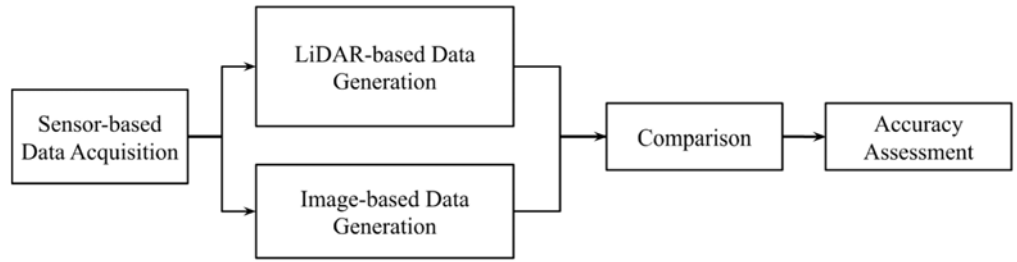 Sensor-based
Data Acquisition
LiDAR-based Data
Generation
Image-based Data
Generation
Comparison
Accuracy
Assessment